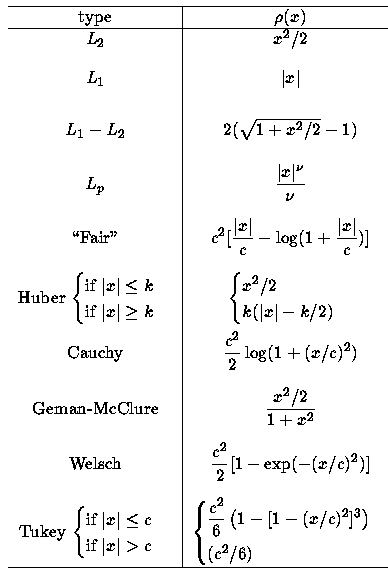 type ρ(x)
L₂ x²/2
L₁ |x|
L₁ − L₂ 2(√(1 + x²/2) − 1)
Lₚ |x|^ν / ν
“Fair” c²[|x|/c − log(1 + |x|/c)]
Huber { if |x| ≤ k { x²/2
if |x| ≥ k k(|x| − k/2)
Cauchy c²/2 log(1 + (x/c)²)
Geman-McClure (x²/2)/(1 + x²)
Welsch c²/2 [1 − exp(−(x/c)²)]
Tukey { if |x| ≤ c { c²/6 (1 − [1 − (x/c)²]³)
if |x| > c (c²/6)